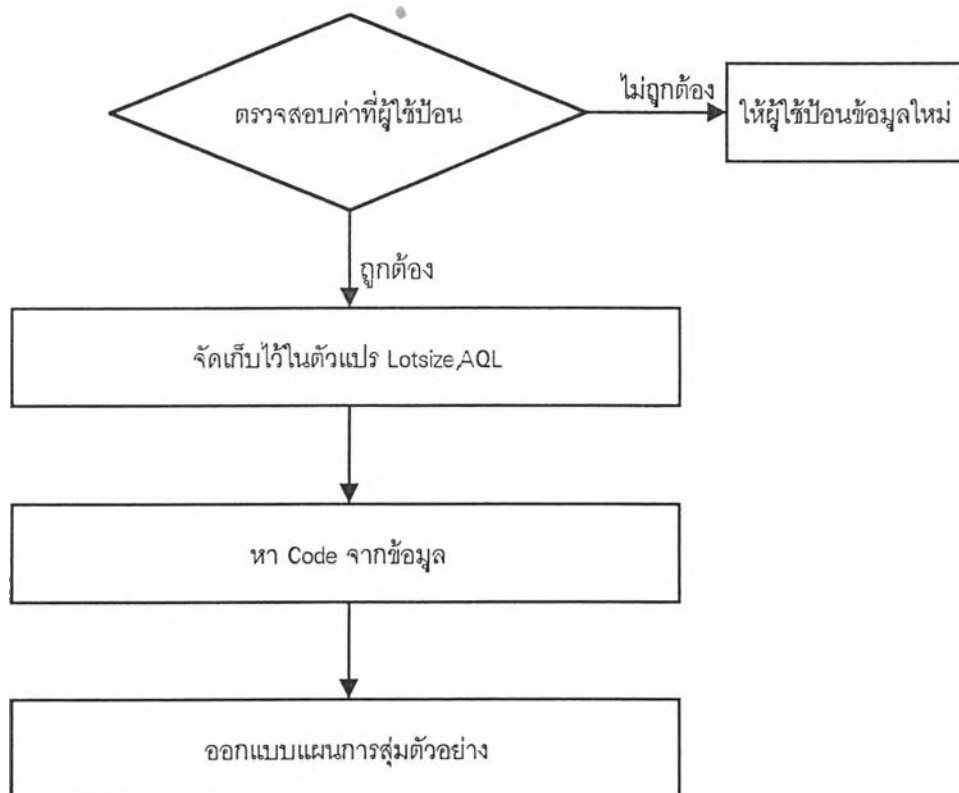 ตรวจสอบค่าที่ผู้ใช้ป้อน
ไม่ถูกต้อง
ให้ผู้ใช้ป้อนข้อมูลใหม่
ถูกต้อง
จัดเก็บไว้ในตัวแปร Lotsize,AQL
หา Code จากข้อมูล
ออกแบบแผนการสุ่มตัวอย่าง